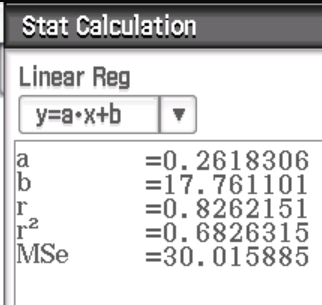 Stat Calculation
Linear Reg
y=a•x+b
a =0.2618306
b =17.761101
r =0.8262151
r² =0.6826315
MSe =30.015885